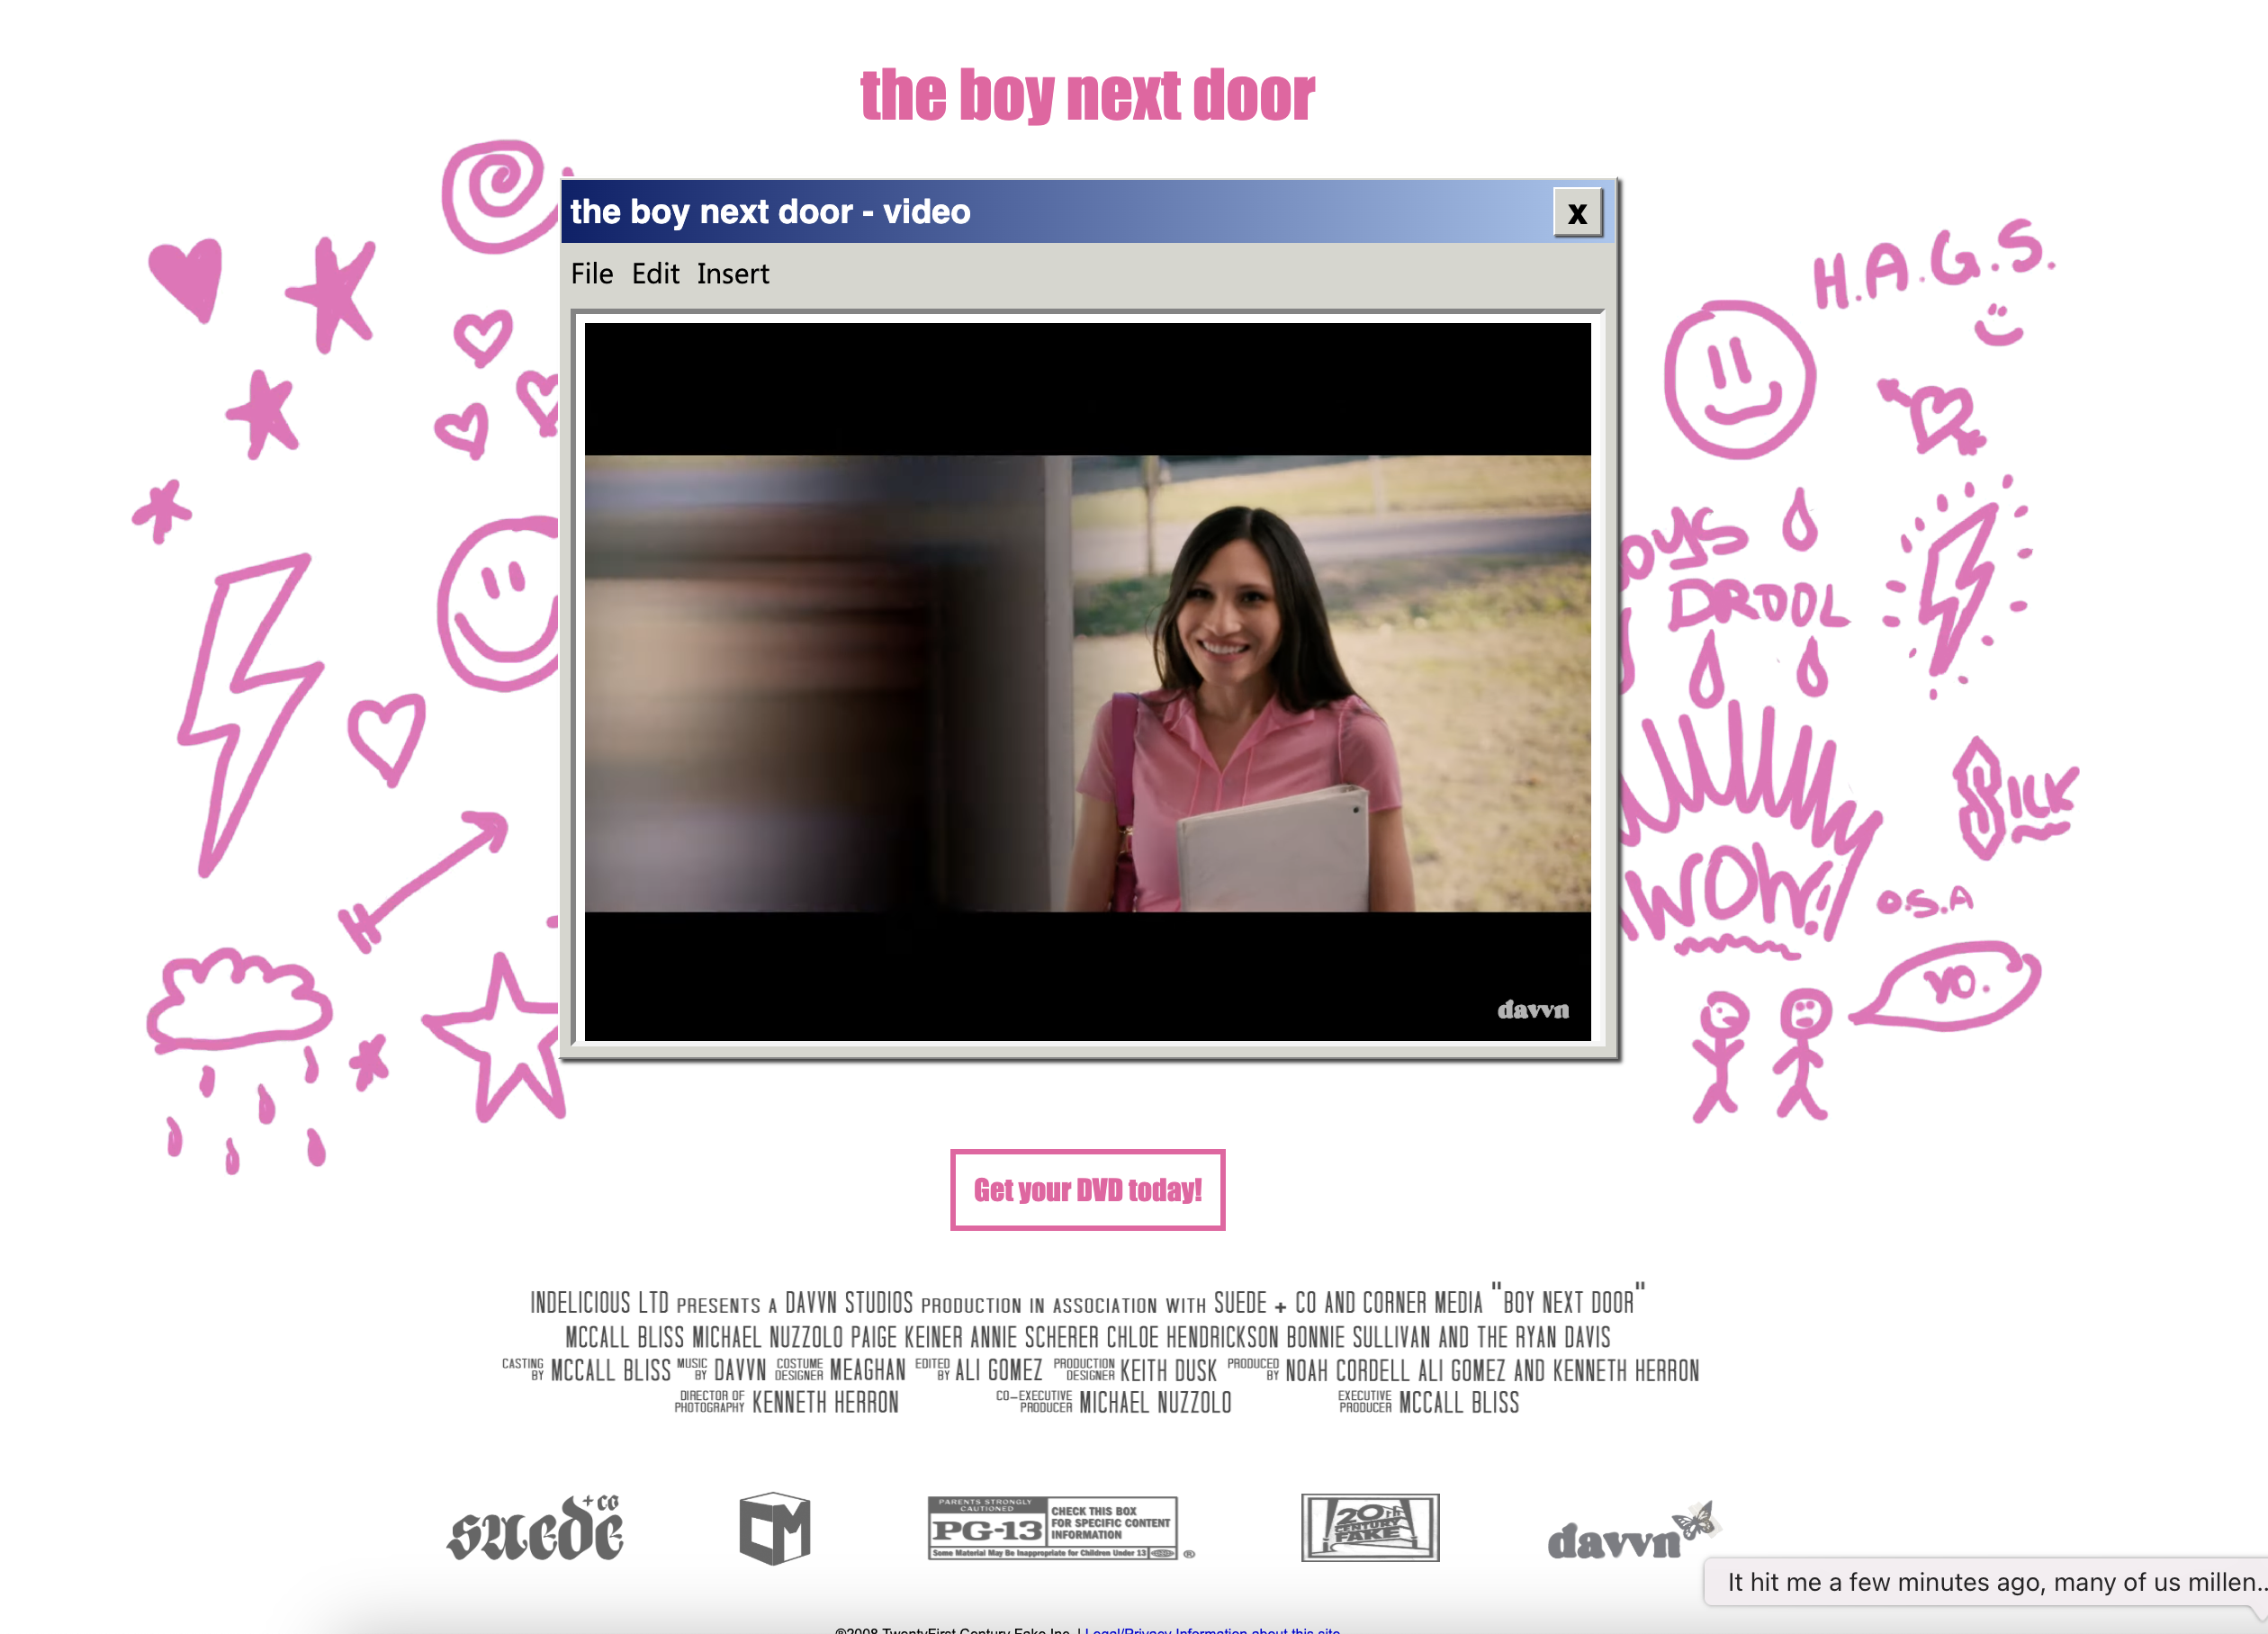 the boy next door
the boy next door - video
X
File Edit Insert
davvn
H.A.G.S.
DROOL
SILK
WOW!
O.S.A
YO.
Get your DVD today!
INDELICIOUS LTD PRESENTS A DAVVN STUDIOS PRODUCTION IN ASSOCIATION WITH SUEDE + CO AND CORNER MEDIA "BOY NEXT DOOR"
MCCALL BLISS MICHAEL NUZZOLO PAIGE KEINER ANNIE SCHERER CHLOE HENDRICKSON BONNIE SULLIVAN AND THE RYAN DAVIS
CASTING BY MCCALL BLISS MUSIC BY DAVVN COSTUME DESIGNER MEAGHAN EDITED BY ALI GOMEZ PRODUCTION DESIGNER KEITH DUSK PRODUCED BY NOAH CORDELL ALI GOMEZ AND KENNETH HERRON
DIRECTOR OF PHOTOGRAPHY KENNETH HERRON CO-EXECUTIVE PRODUCER MICHAEL NUZZOLO EXECUTIVE PRODUCER MCCALL BLISS
suede + co
CM
PARENTS STRONGLY CAUTIONED
PG-13
CHECK THIS BOX
FOR SPECIFIC CONTENT
INFORMATION
Some Material May Be Inappropriate for Children Under 13
®
20th
CENTURY
FAKE
davvn
It hit me a few minutes ago, many of us millen..
©2008 TwentyFirst Century Fake Inc. | Legal/Privacy Information about this site